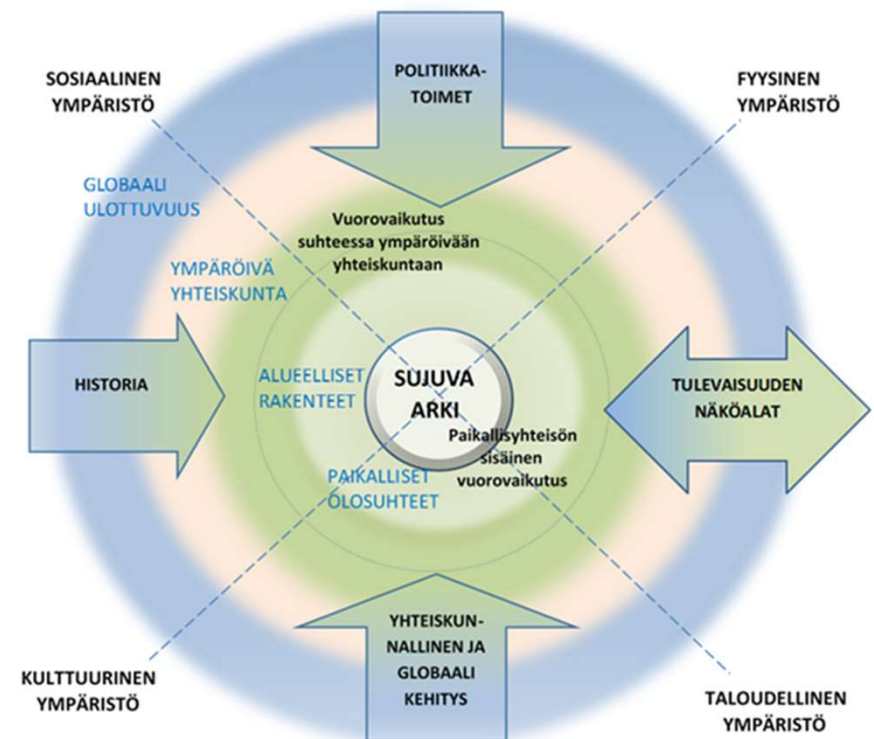 POLITIIKKA-
TOIMET
SOSIAALINEN
YMPÄRISTÖ
FYYSINEN
YMPÄRISTÖ
GLOBAALI
ULOTTUVUUS
Vuorovaikutus
suhteessa ympäröivään
yhteiskuntaan
YMPÄRÖIVÄ
YHTEISKUNTA
HISTORIA
ALUEELLISET
RAKENTEET
SUJUVA
ARKI
TULEVAISUUDEN
NÄKÖALAT
Paikallisyhteisön
sisäinen
vuorovaikutus
PAIKALLISET
OLOSUHTEET
YHTEISKUN-
NALLINEN JA
GLOBAALI
KEHITYS
KULTTUURINEN
YMPÄRISTÖ
TALOUDELLINEN
YMPÄRISTÖ